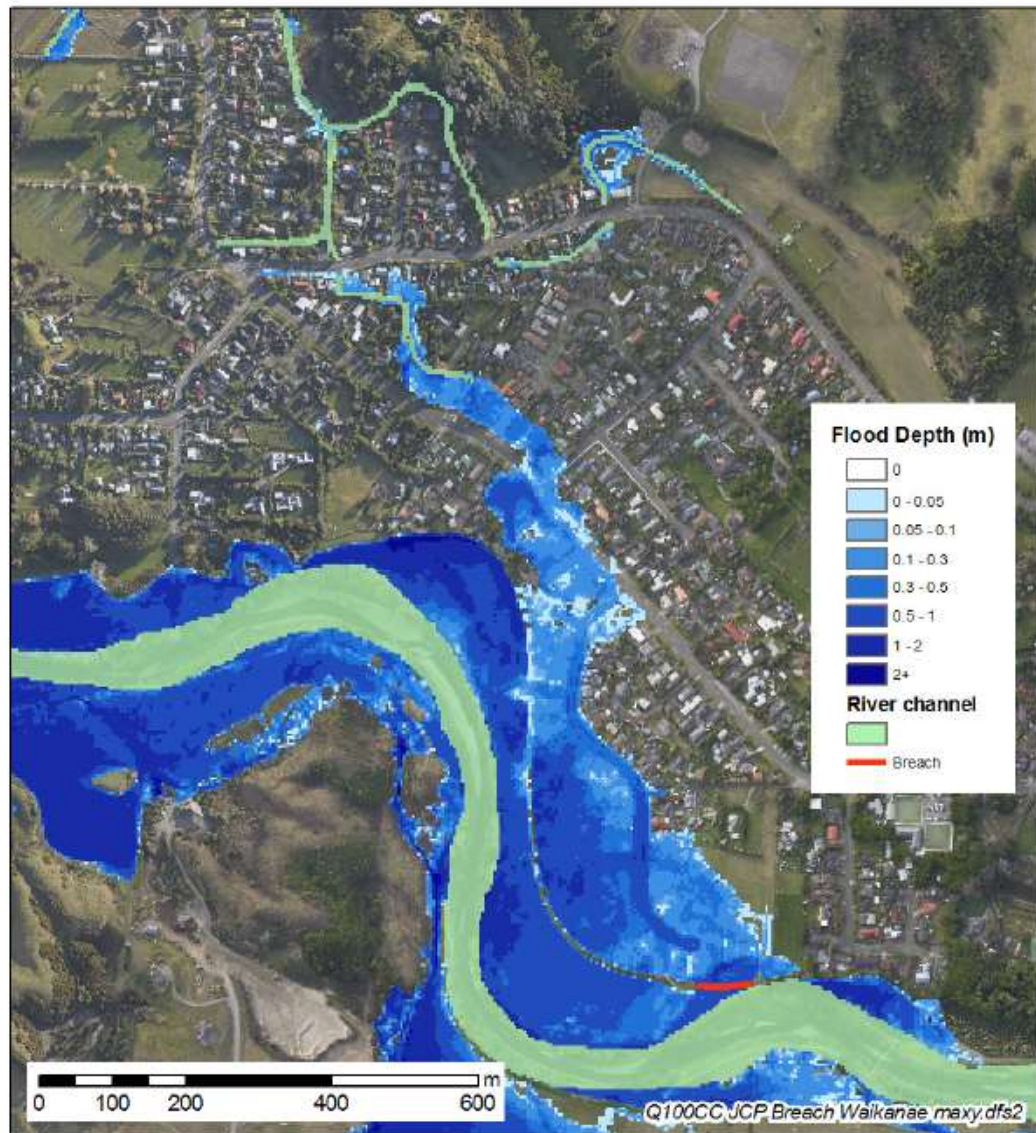 Flood Depth (m)
0
0 - 0.05
0.05 - 0.1
0.1 - 0.3
0.3 - 0.5
0.5 - 1
1 - 2
2+
River channel
Breach
m
0 100 200 400 600
Q100CC JCP Breach Waikanae maxy.dfs2